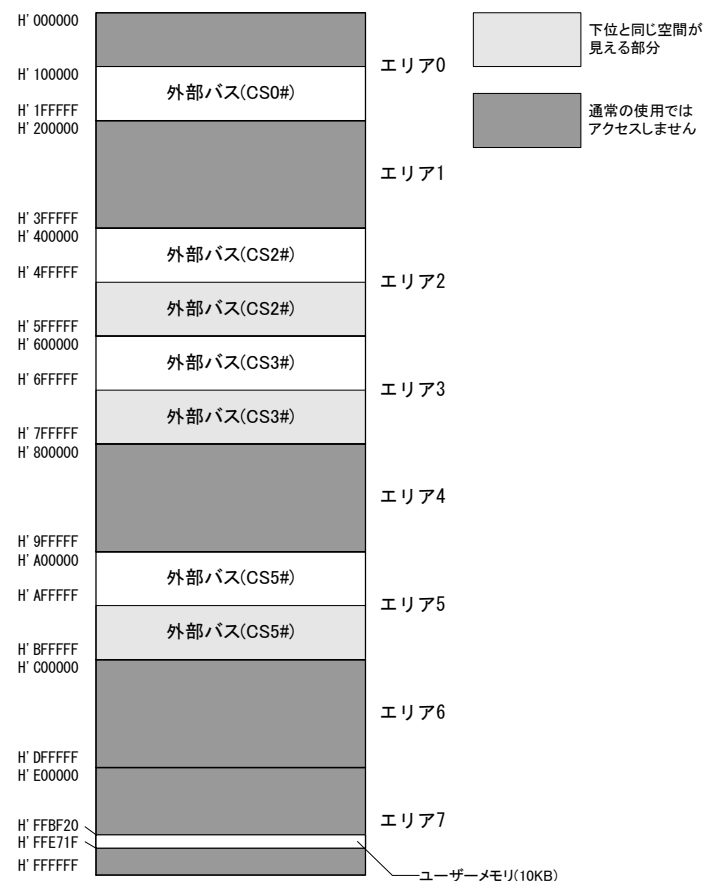 H' 000000
下位と同じ空間が
見える部分
エリア0
H' 100000
外部バス(CS0#)
通常の使用では
アクセスしません
H' 1FFFFF
H' 200000
エリア1
H' 3FFFFF
H' 400000
外部バス(CS2#)
H' 4FFFFF
エリア2
外部バス(CS2#)
H' 5FFFFF
H' 600000
外部バス(CS3#)
H' 6FFFFF
エリア3
外部バス(CS3#)
H' 7FFFFF
H' 800000
エリア4
H' 9FFFFF
H' A00000
外部バス(CS5#)
H' AFFFFF
エリア5
外部バス(CS5#)
H' BFFFFF
H' C00000
エリア6
H' DFFFFF
H' E00000
エリア7
H' FFBF20
H' FFE71F
H' FFFFFF
ユーザーメモリ(10KB)